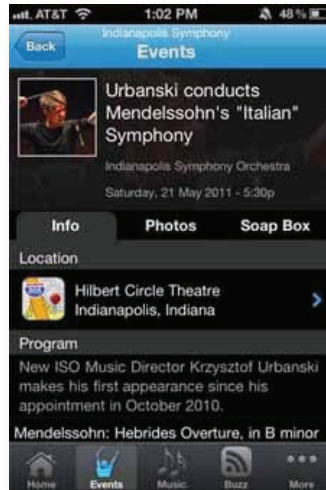 AT&T 1:02 PM 48%
Indianapolis Symphony
Back Events
Urbanski conducts
Mendelssohn's "Italian"
Symphony
Indianapolis Symphony Orchestra
Saturday, 21 May 2011 - 5:30p
Info Photos Soap Box
Location
Hilbert Circle Theatre
Indianapolis, Indiana
Program
New ISO Music Director Krzysztof Urbanski
makes his first appearance since his
appointment in October 2010.
Mendelssohn: Hebrides Overture, in B minor
Home Events Music Buzz More